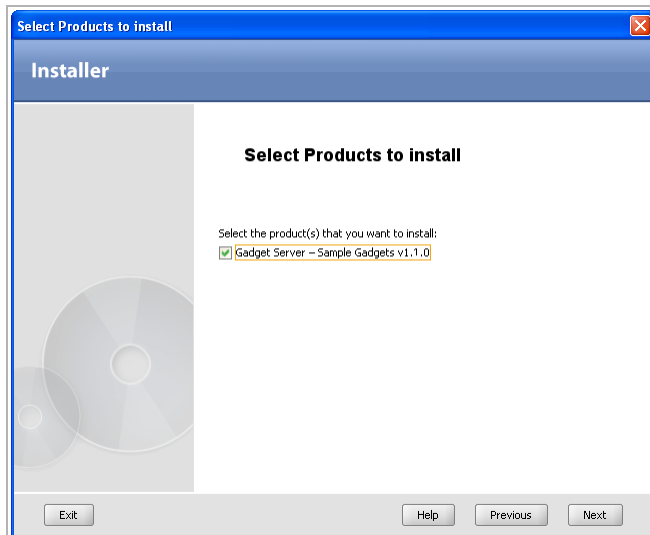 Select Products to install
Installer
Select Products to install
Select the product(s) that you want to install:
Gadget Server – Sample Gadgets v1.1.0
Exit
Help
Previous
Next